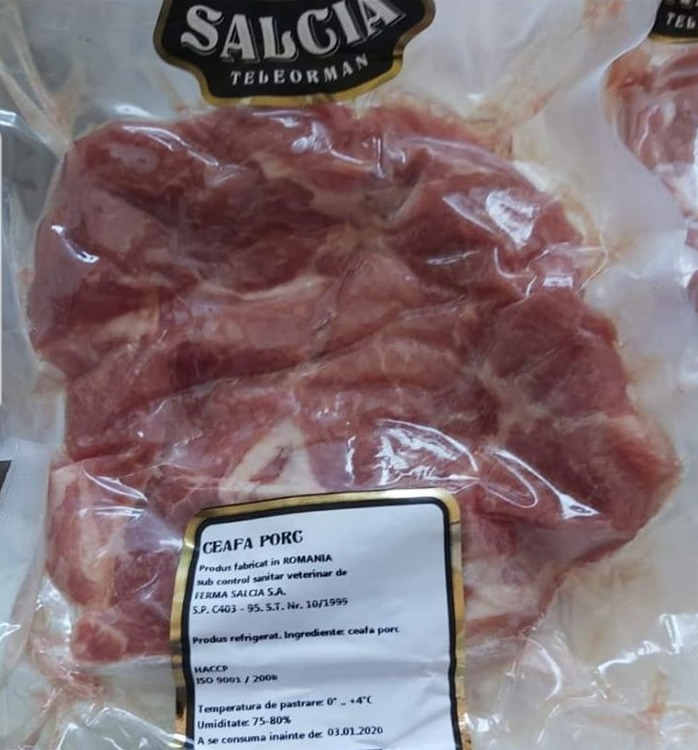 SALCIA
TELEORMAN
TEL
CEAFA PORC
Produs fabricat in ROMANIA
sub control sanitar veterinar de
FERMA SALCIA S.A.
S.P. C403 - 95. S.T. Nr. 10/1999
Produs refrigerat. Ingrediente: ceafa porc
HACCP
ISO 9001 / 2008
Temperatura de pastrare: 0° .. +4°C
Umiditate: 75-80%
A se consuma inainte de: 03.01.2020